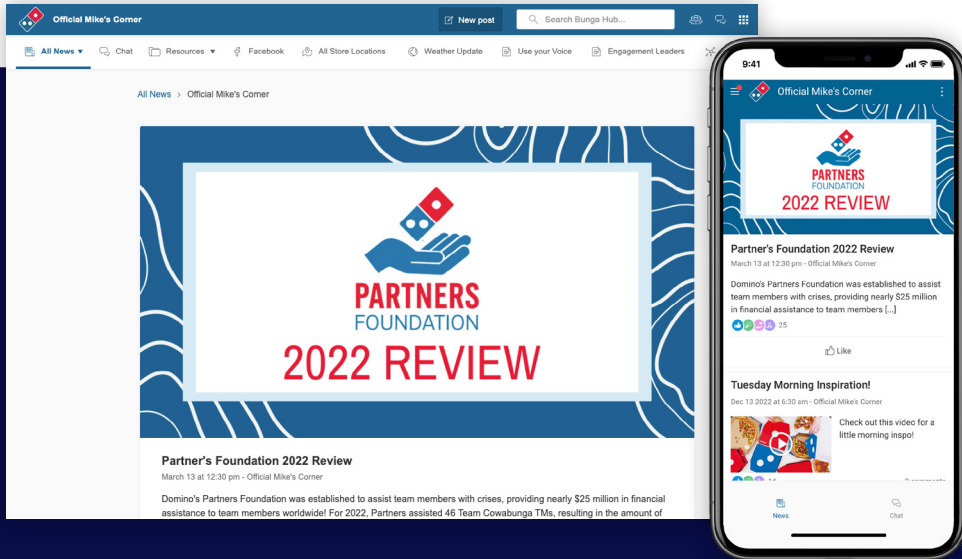 Official Mike's Corner
New post
Search Bunga Hub...
All News ▾
Chat
Resources ▾
Facebook
All Store Locations
Weather Update
Use your Voice
Engagement Leaders
All News > Official Mike's Corner
PARTNERS
FOUNDATION
2022 REVIEW
Partner's Foundation 2022 Review
March 13 at 12:30 pm - Official Mike's Corner
Domino's Partners Foundation was established to assist team members with crises, providing nearly $25 million in financial
assistance to team members worldwide! For 2022, Partners assisted 46 Team Cowabunga TMs, resulting in the amount of
9:41
Official Mike's Corner
PARTNERS
FOUNDATION
2022 REVIEW
Partner's Foundation 2022 Review
March 13 at 12:30 pm - Official Mike's Corner
Domino's Partners Foundation was established to assist
team members with crises, providing nearly $25 million
in financial assistance to team members [...]
25
Like
Tuesday Morning Inspiration!
Dec 13 2022 at 6:30 am - Official Mike's Corner
Check out this video for a
little morning inspo!
News
Chat